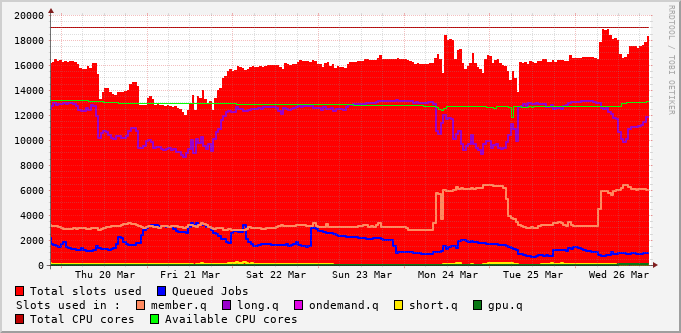 20000
18000
16000
14000
12000
10000
8000
6000
4000
2000
0
Thu 20 Mar Fri 21 Mar Sat 22 Mar Sun 23 Mar Mon 24 Mar Tue 25 Mar Wed 26 Mar
Total slots used Queued Jobs
Slots used in : member.q long.q ondemand.q short.q gpu.q
Total CPU cores Available CPU cores
RRDTOOL / TOBI OETIKER